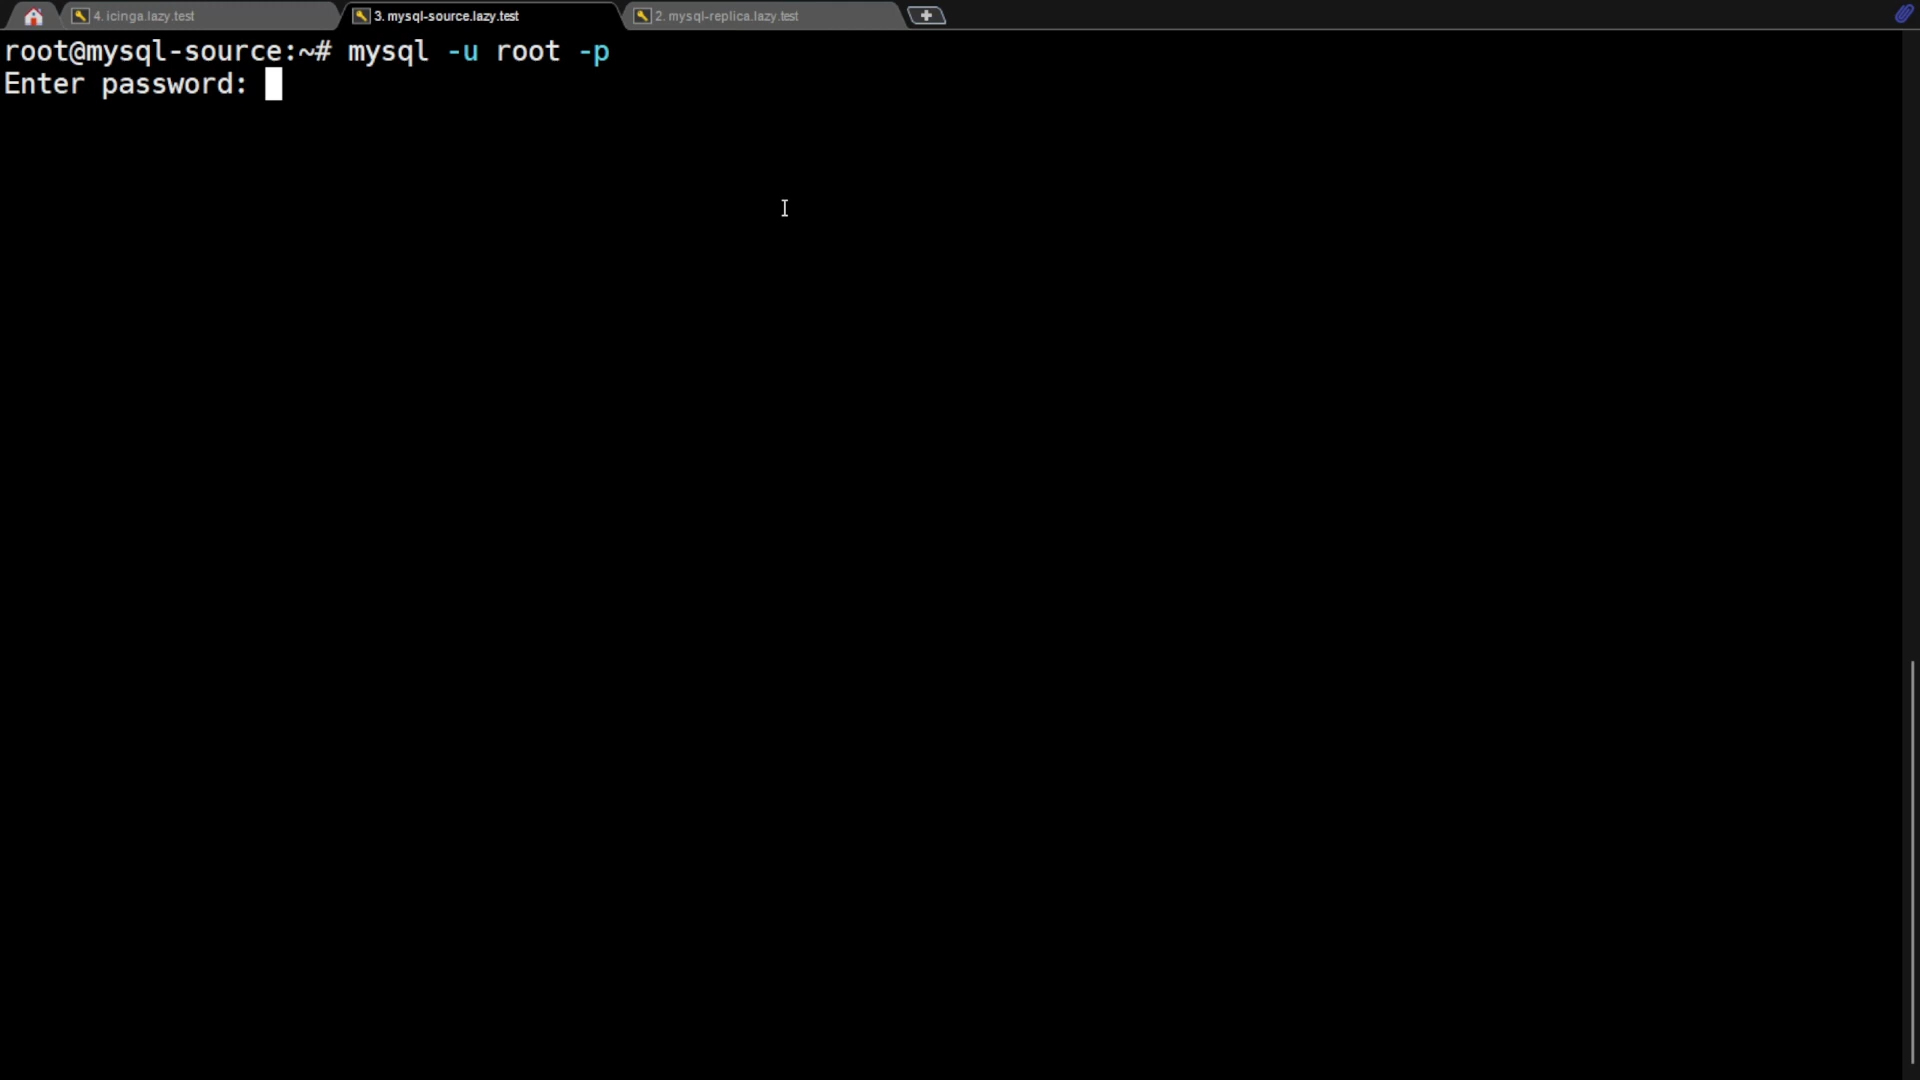 4. icinga.lazy.test
3. mysql-source.lazy.test
2. mysql-replica.lazy.test
root@mysql-source:~# mysql -u root -p
Enter password: